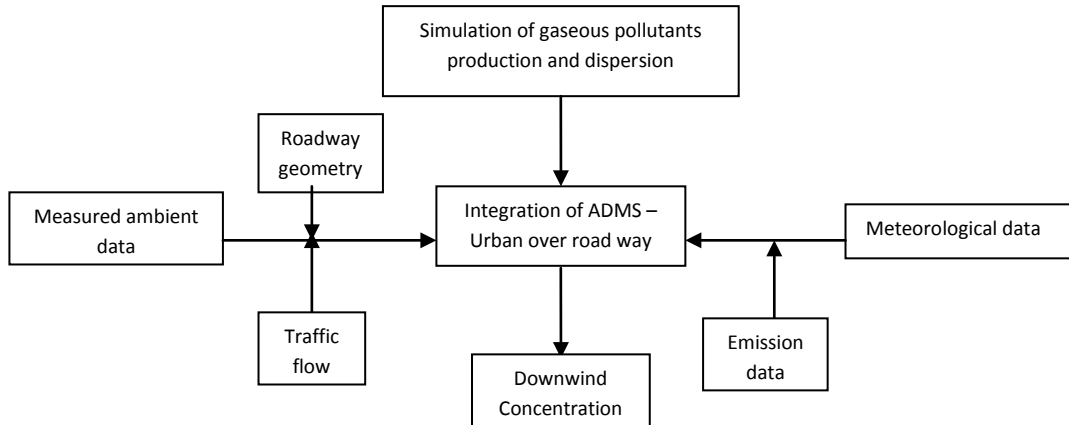 Simulation of gaseous pollutants
production and dispersion
Roadway
geometry
Measured ambient
data
Integration of ADMS –
Urban over road way
Meteorological data
Traffic
flow
Emission
data
Downwind
Concentration